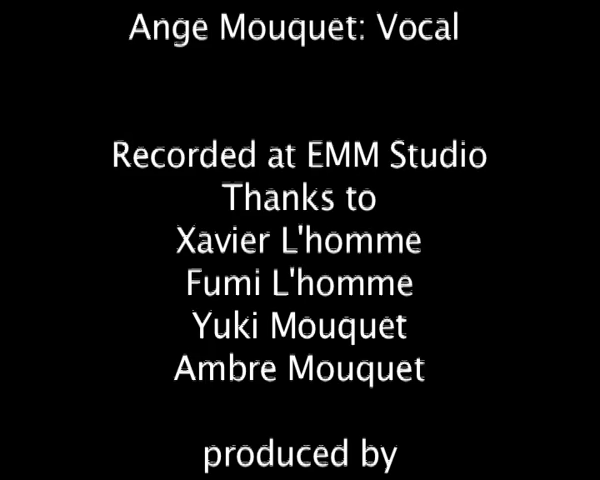 Ange Mouquet: Vocal
Recorded at EMM Studio
Thanks to
Xavier L'homme
Fumi L'homme
Yuki Mouquet
Ambre Mouquet
produced by